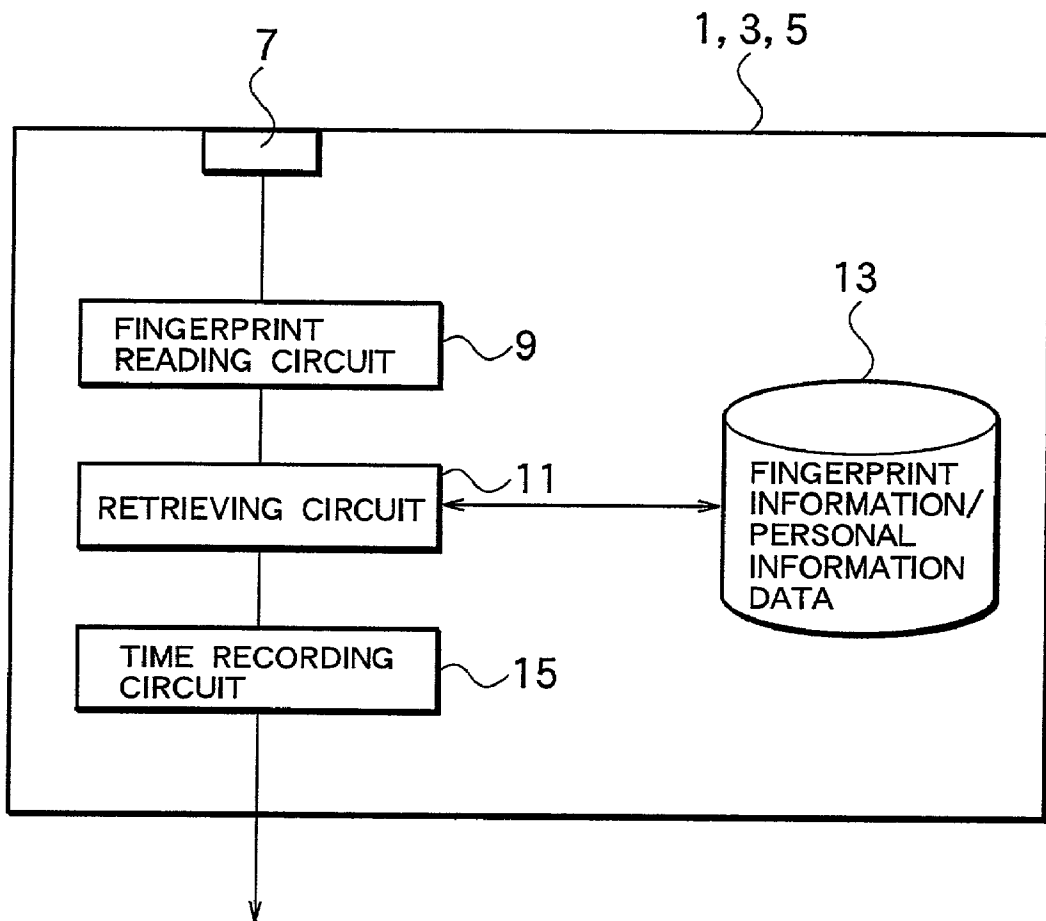 1, 3, 5
7
13
FINGERPRINT
READING CIRCUIT
9
11
RETRIEVING CIRCUIT
FINGERPRINT
INFORMATION/
PERSONAL
INFORMATION
DATA
TIME RECORDING
CIRCUIT
15